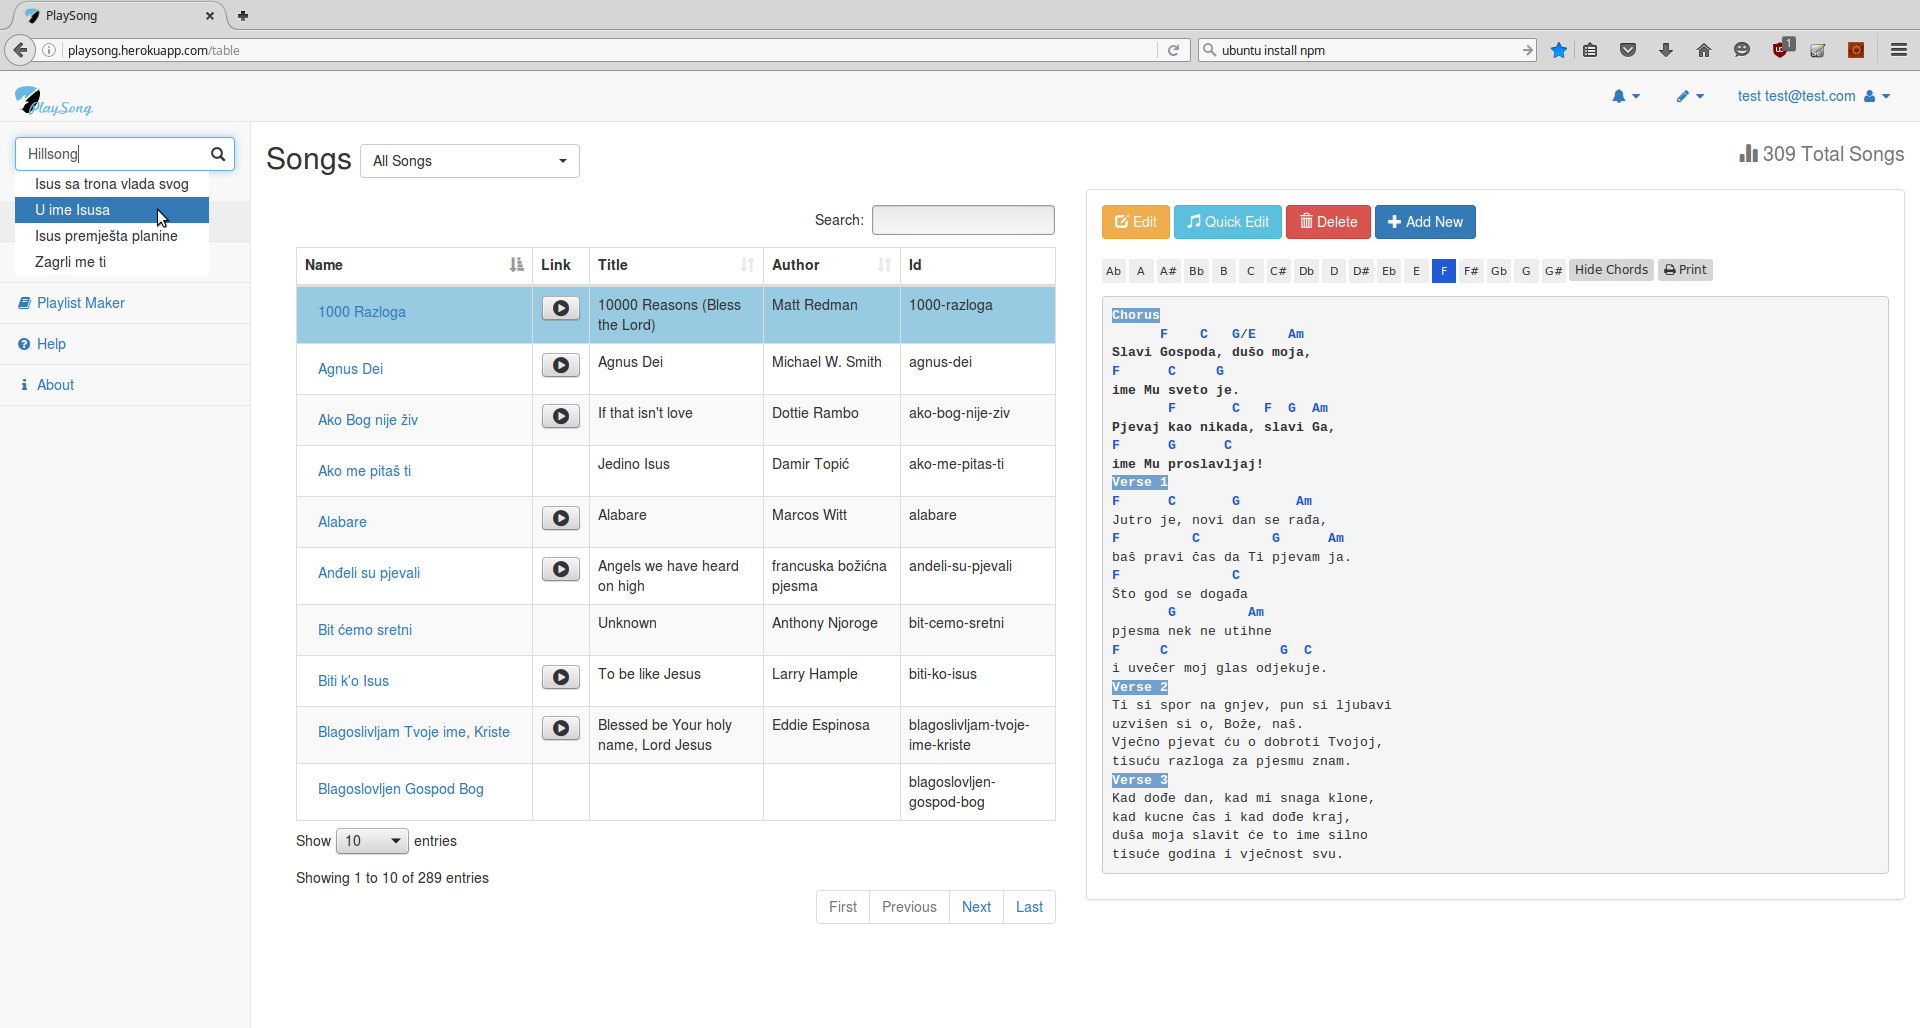 PlaySong
playsong.herokuapp.com/table
ubuntu install npm
1
PlaySong
test test@test.com
Hillsong
Isus sa trona vlada svog
U ime Isusa
Isus premješta planine
Zagrli me ti
Playlist Maker
Help
About
Songs
All Songs
309 Total Songs
Search:
Name Link Title Author Id
1000 Razloga 10000 Reasons (Bless the Lord) Matt Redman 1000-razloga
Agnus Dei Agnus Dei Michael W. Smith agnus-dei
Ako Bog nije živ If that isn't love Dottie Rambo ako-bog-nije-ziv
Ako me pitaš ti Jedino Isus Damir Topić ako-me-pitas-ti
Alabare Alabare Marcos Witt alabare
Anđeli su pjevali Angels we have heard on high francuska božićna pjesma andeli-su-pjevali
Bit ćemo sretni Unknown Anthony Njoroge bit-cemo-sretni
Biti k'o Isus To be like Jesus Larry Hample biti-ko-isus
Blagoslivljam Tvoje ime, Kriste Blessed be Your holy name, Lord Jesus Eddie Espinosa blagoslivljam-tvoje-ime-kriste
Blagoslovljen Gospod Bog blagoslovljen-gospod-bog
Show 10 entries
Showing 1 to 10 of 289 entries
First Previous Next Last
Edit Quick Edit Delete Add New
Ab A A# Bb B C C# Db D D# Eb E F F# Gb G G# Hide Chords Print
Chorus
F C G/E Am
Slavi Gospoda, dušo moja,
F C G
ime Mu sveto je.
F C F G Am
Pjevaj kao nikada, slavi Ga,
F G C
ime Mu proslavljaj!
Verse 1
F C G Am
Jutro je, novi dan se rađa,
F C G Am
baš pravi čas da Ti pjevam ja.
F C
Što god se događa
G Am
pjesma nek ne utihne
F C G C
i uvečer moj glas odjekuje.
Verse 2
Ti si spor na gnjev, pun si ljubavi
uzvišen si o, Bože, naš.
Vječno pjevat ću o dobroti Tvojoj,
tisuću razloga za pjesmu znam.
Verse 3
Kad dođe dan, kad mi snaga klone,
kad kucne čas i kad dođe kraj,
duša moja slavit će to ime silno
tisuće godina i vječnost svu.